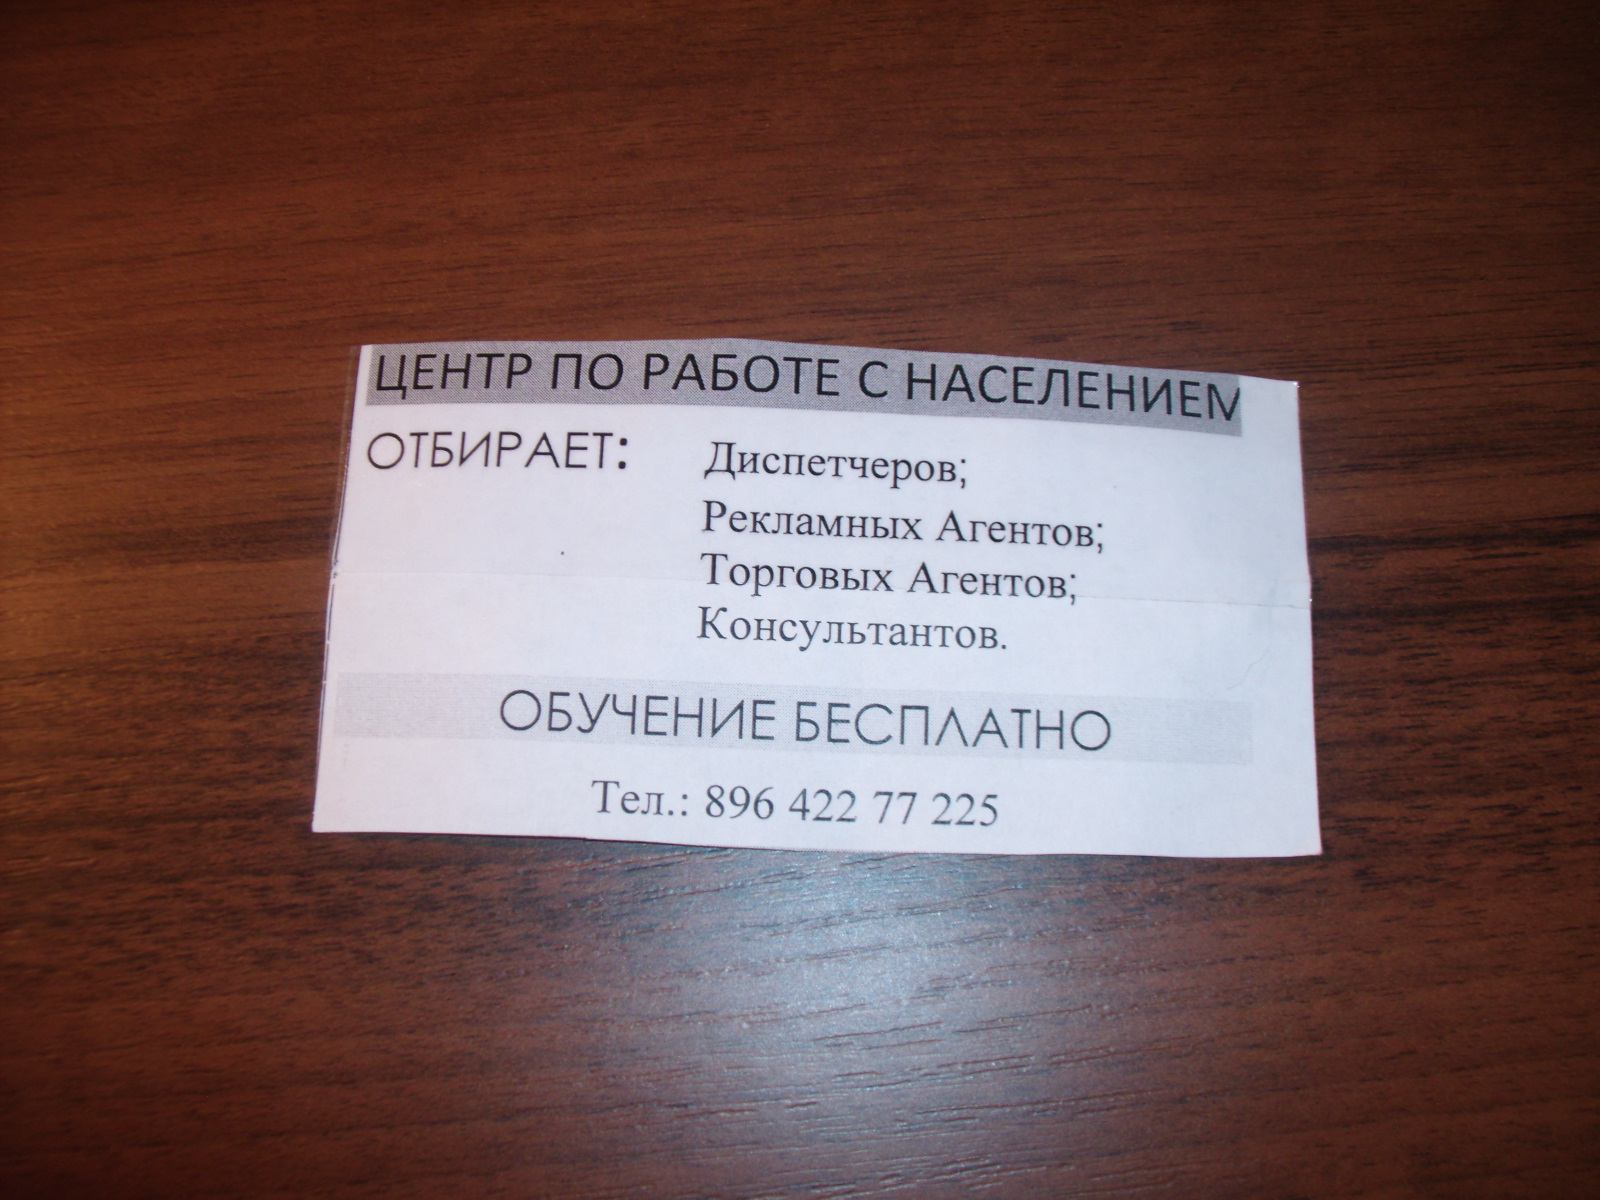 ЦЕНТР ПО РАБОТЕ С НАСЕЛЕНИЕМ
ОТБИРАЕТ: Диспетчеров;
Рекламных Агентов;
Торговых Агентов;
Консультантов.
ОБУЧЕНИЕ БЕСПЛАТНО
Тел.: 896 422 77 225